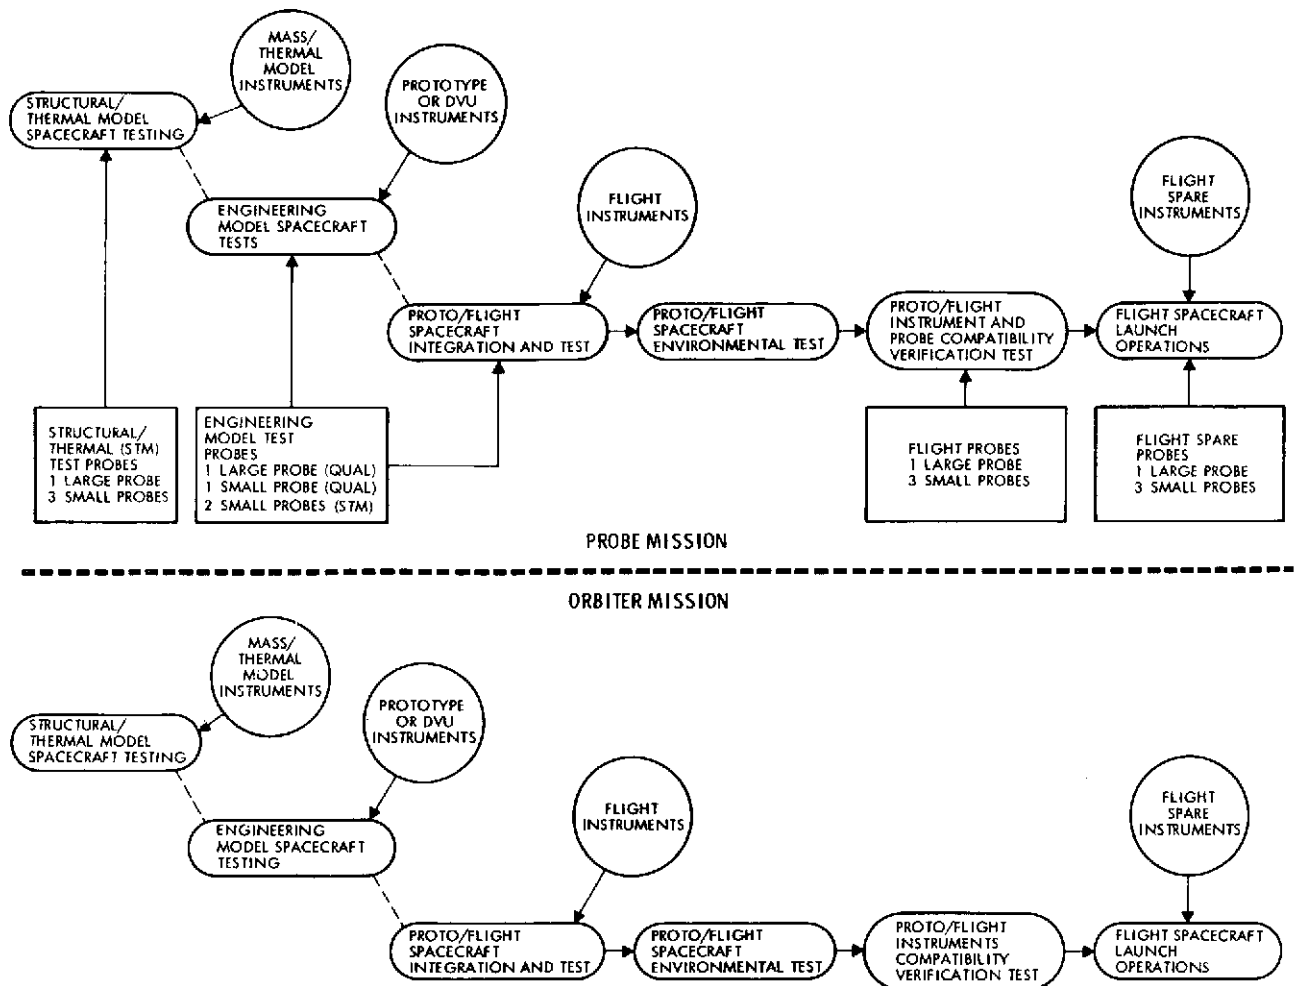 MASS/
THERMAL
MODEL
INSTRUMENTS
PROTOTYPE
OR DVU
INSTRUMENTS
STRUCTURAL/
THERMAL MODEL
SPACECRAFT TESTING
FLIGHT
INSTRUMENTS
FLIGHT
SPARE
INSTRUMENTS
ENGINEERING
MODEL SPACECRAFT
TESTS
PROTO/FLIGHT
SPACECRAFT
INTEGRATION AND TEST
PROTO/FLIGHT
SPACECRAFT
ENVIRONMENTAL TEST
PROTO/FLIGHT
INSTRUMENT AND
PROBE COMPATIBILITY
VERIFICATION TEST
FLIGHT SPACECRAFT
LAUNCH
OPERATIONS
STRUCTURAL/
THERMAL (STM)
TEST PROBES
1 LARGE PROBE
3 SMALL PROBES
ENGINEERING
MODEL TEST
PROBES
1 LARGE PROBE (QUAL)
1 SMALL PROBE (QUAL)
2 SMALL PROBES (STM)
FLIGHT PROBES
1 LARGE PROBE
3 SMALL PROBES
FLIGHT SPARE
PROBES
1 LARGE PROBE
3 SMALL PROBES
PROBE MISSION
ORBITER MISSION
MASS/
THERMAL
MODEL
INSTRUMENTS
PROTOTYPE
OR DVU
INSTRUMENTS
STRUCTURAL/
THERMAL MODEL
SPACECRAFT TESTING
FLIGHT
INSTRUMENTS
FLIGHT
SPARE
INSTRUMENTS
ENGINEERING
MODEL SPACECRAFT
TESTING
PROTO/FLIGHT
SPACECRAFT
INTEGRATION AND TEST
PROTO/FLIGHT
SPACECRAFT
ENVIRONMENTAL TEST
PROTO/FLIGHT
INSTRUMENTS
COMPATIBILITY
VERIFICATION TEST
FLIGHT SPACECRAFT
LAUNCH
OPERATIONS